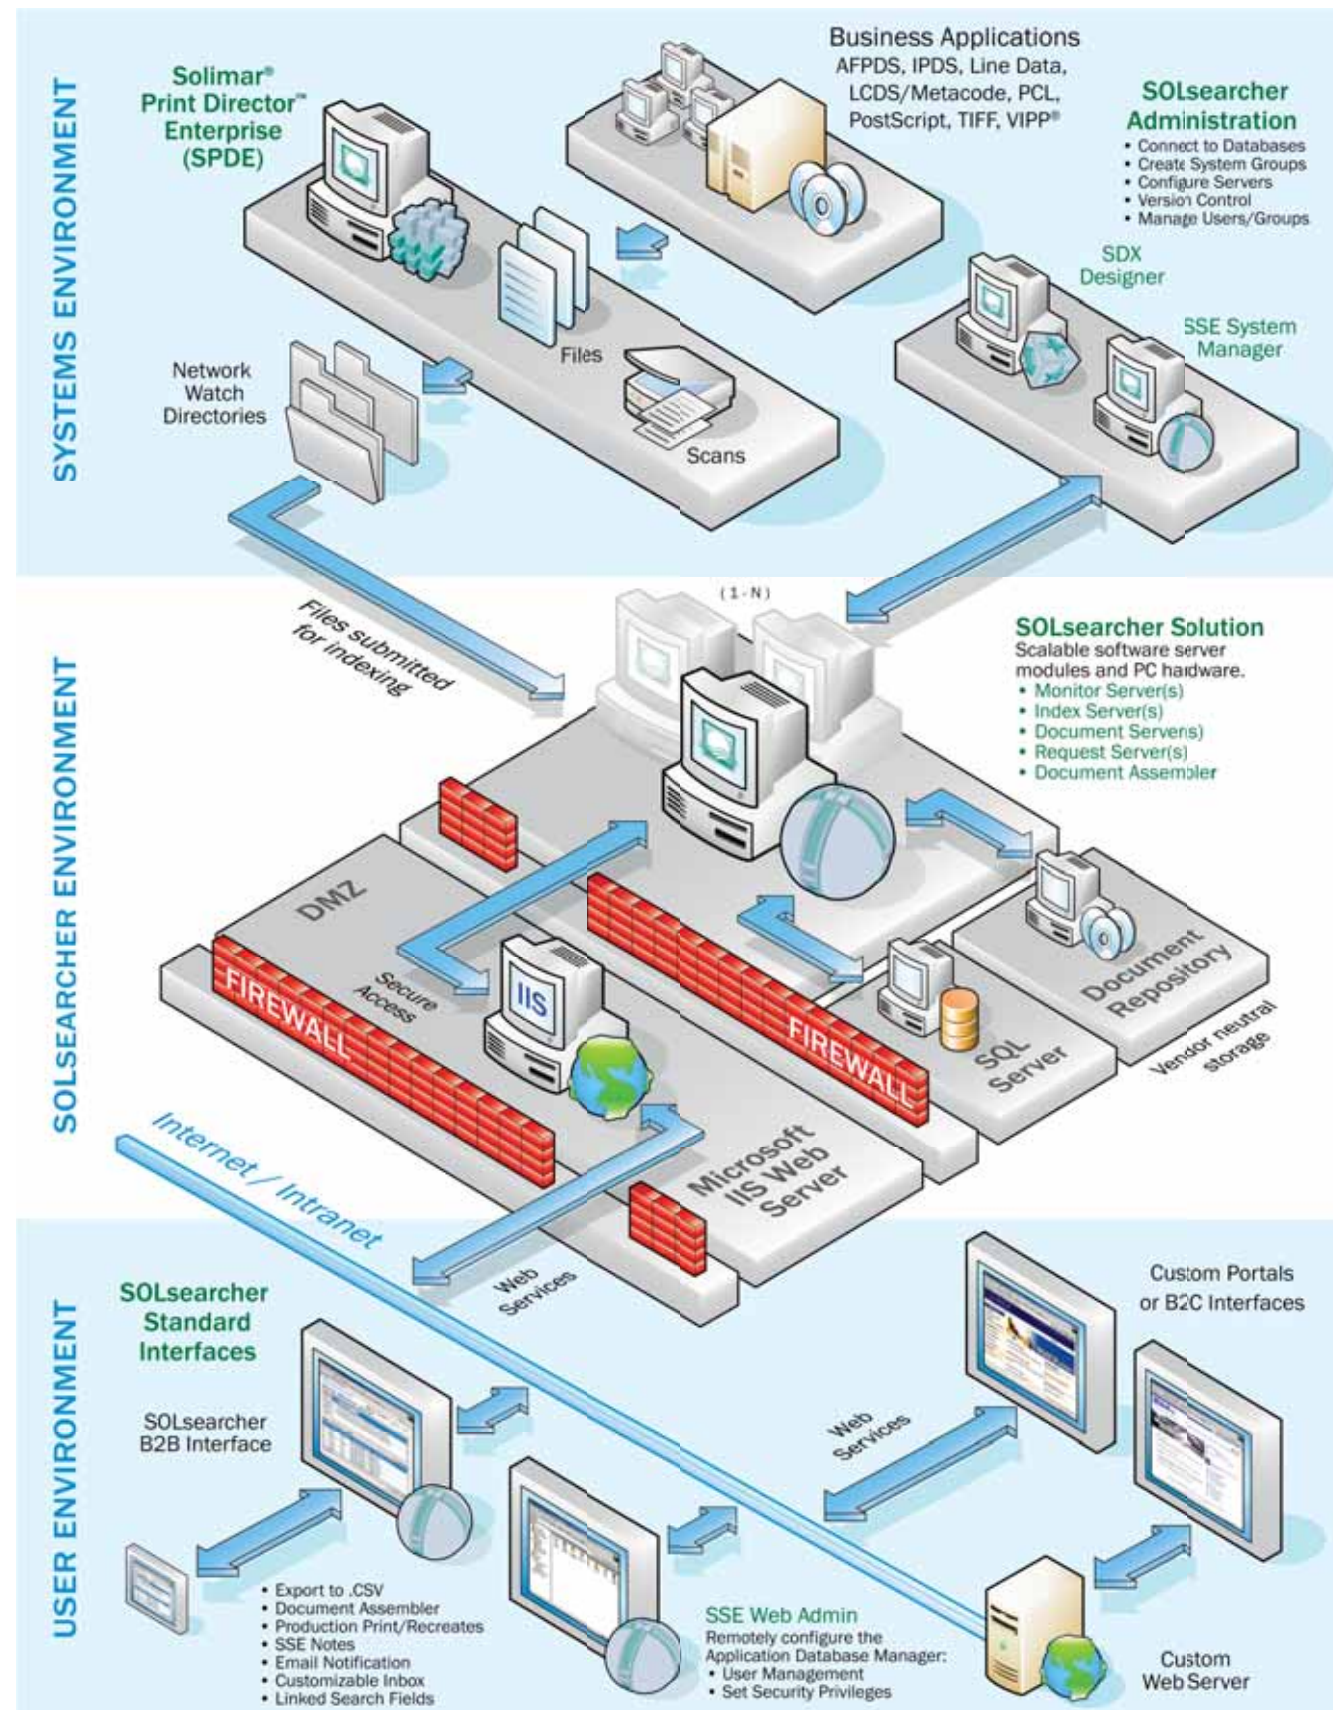 SYSTEMS ENVIRONMENT
Solimar®
Print Director™
Enterprise
(SPDE)
Business Applications
AFPDS, IPDS, Line Data,
LCDS/Metacode, PCL,
PostScript, TIFF, VIPP®
SOLsearcher
Administration
• Connect to Databases
• Create System Groups
• Configure Servers
• Version Control
• Manage Users/Groups
SDX
Designer
SSE System
Manager
Files
Scans
Network
Watch
Directories
SOLSEARCHER ENVIRONMENT
Files submitted
for indexing
(1-N)
SOLsearcher Solution
Scalable software server
modules and PC hardware.
• Monitor Server(s)
• Index Server(s)
• Document Server(s)
• Request Server(s)
• Document Assembler
DMZ
Secure
Access
IIS
FIREWALL
FIREWALL
Document
Repository
Vendor neutral
storage
SQL
Server
Microsoft
IIS Web
Server
Internet / Intranet
Web
Services
USER ENVIRONMENT
SOLsearcher
Standard
Interfaces
SOLsearcher
B2B Interface
• Export to .CSV
• Document Assembler
• Production Print/Recreates
• SSE Notes
• Email Notification
• Customizable Inbox
• Linked Search Fields
SSE Web Admin
Remotely configure the
Application Database Manager:
• User Management
• Set Security Privileges
Web
Services
Custom Portals
or B2C Interfaces
Custom
Web Server